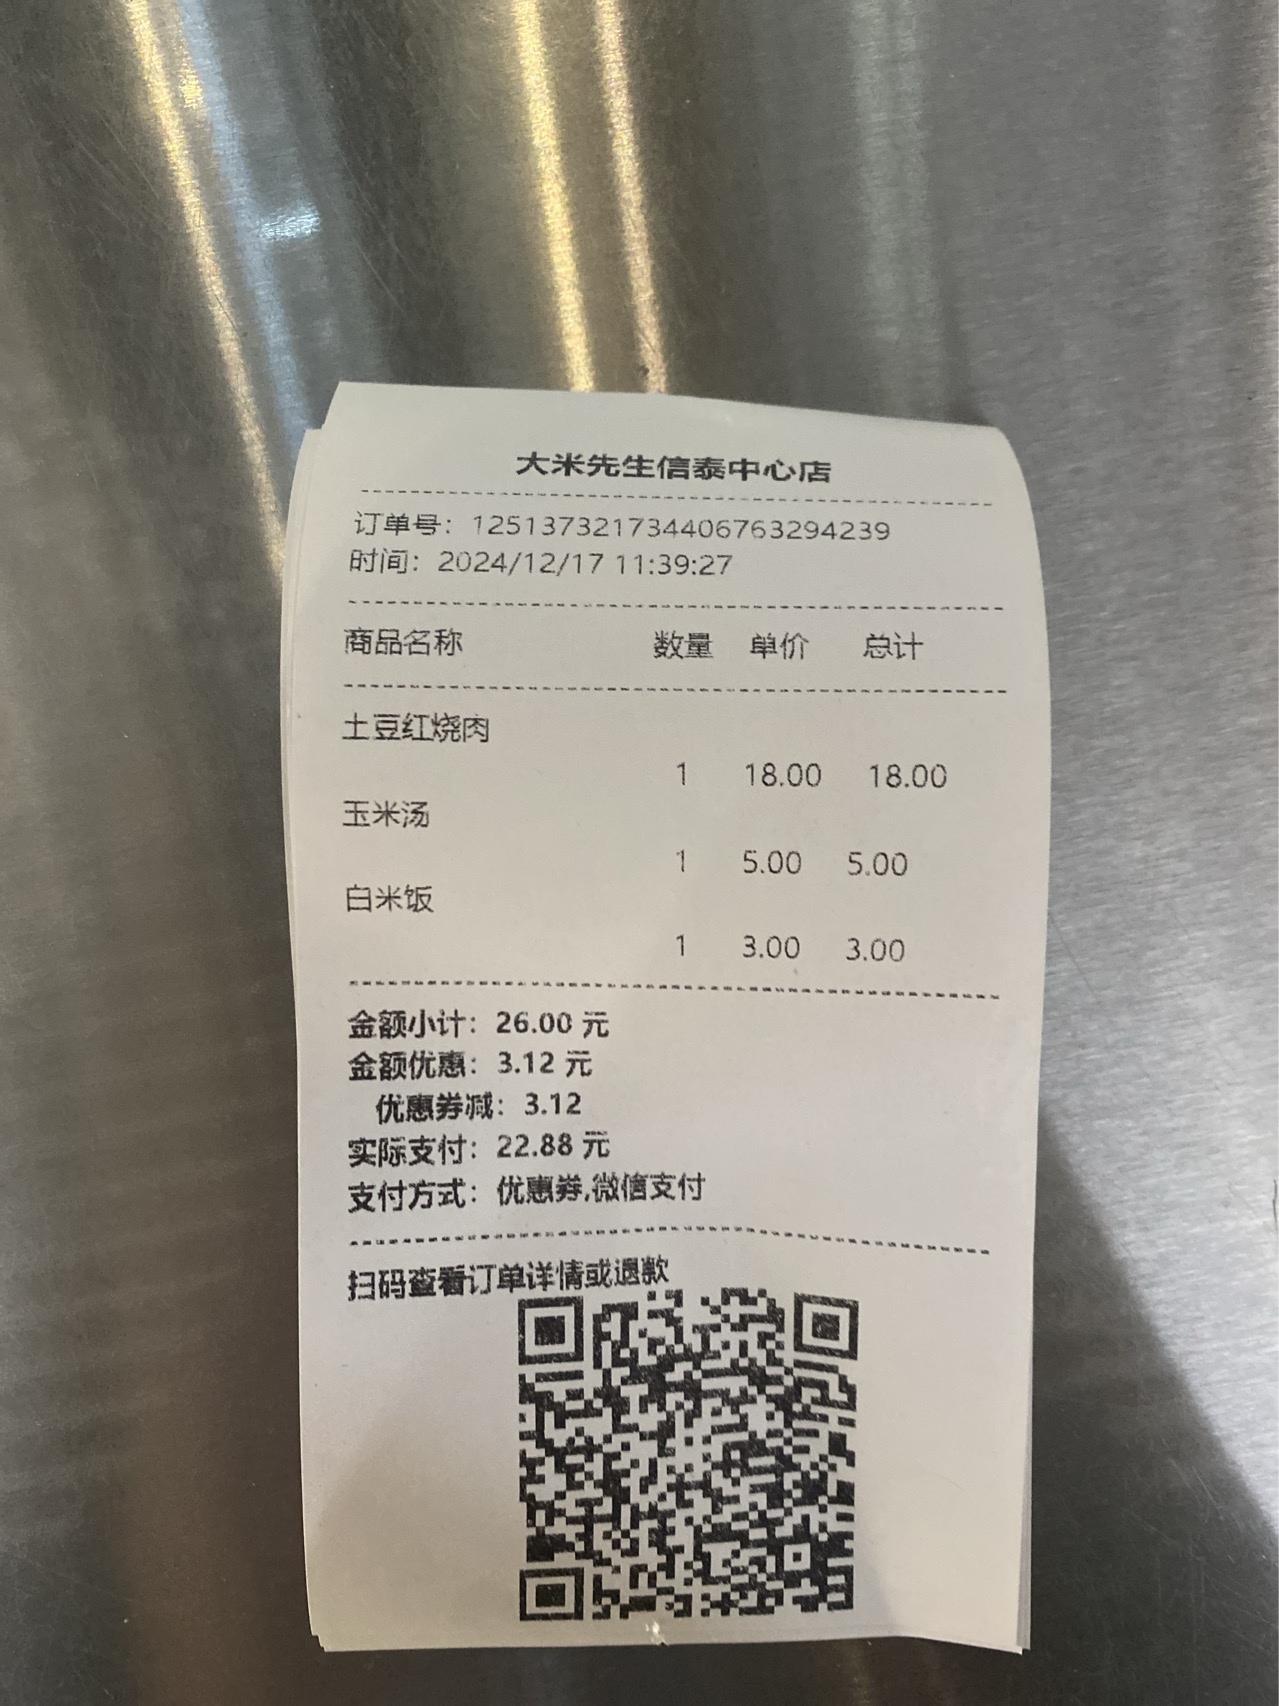 大米先生信泰中心店
订单号：1251373217344067632​94239
时间：2024/12/17 11:39:27
商品名称 数量 单价 总计
土豆红烧肉
1 18.00 18.00
玉米汤
1 5.00 5.00
白米饭
1 3.00 3.00
金额小计：26.00 元
金额优惠：3.12 元
优惠券减：3.12
实际支付：22.88 元
支付方式：优惠券,微信支付
扫码查看订单详情或退款